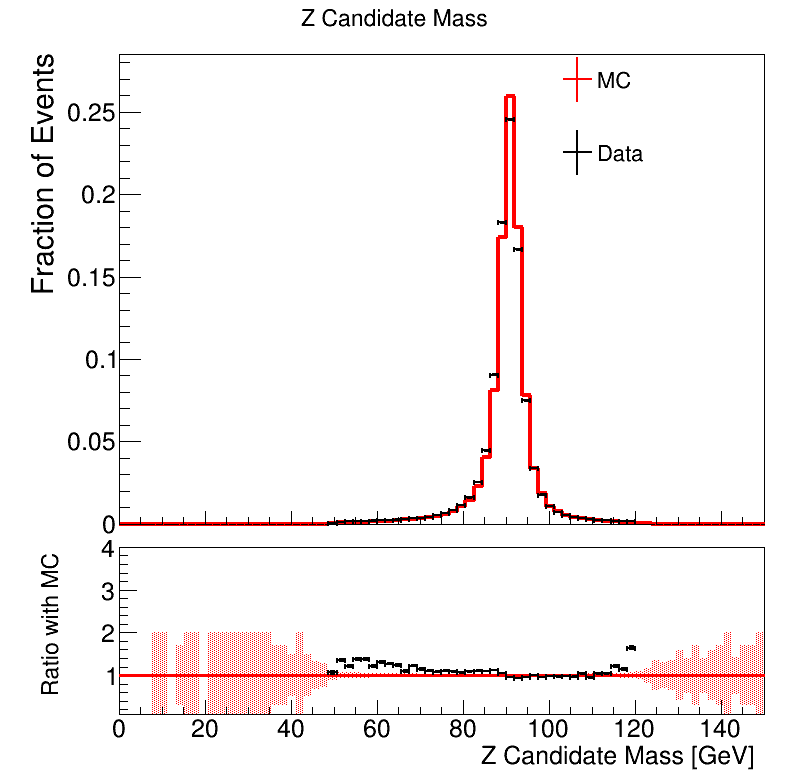 Z Candidate Mass
Fraction of Events
0.25
0.2
0.15
0.1
0.05
0
MC
Data
Ratio with MC
4
3
2
1
0 20 40 60 80 100 120 140
Z Candidate Mass [GeV]